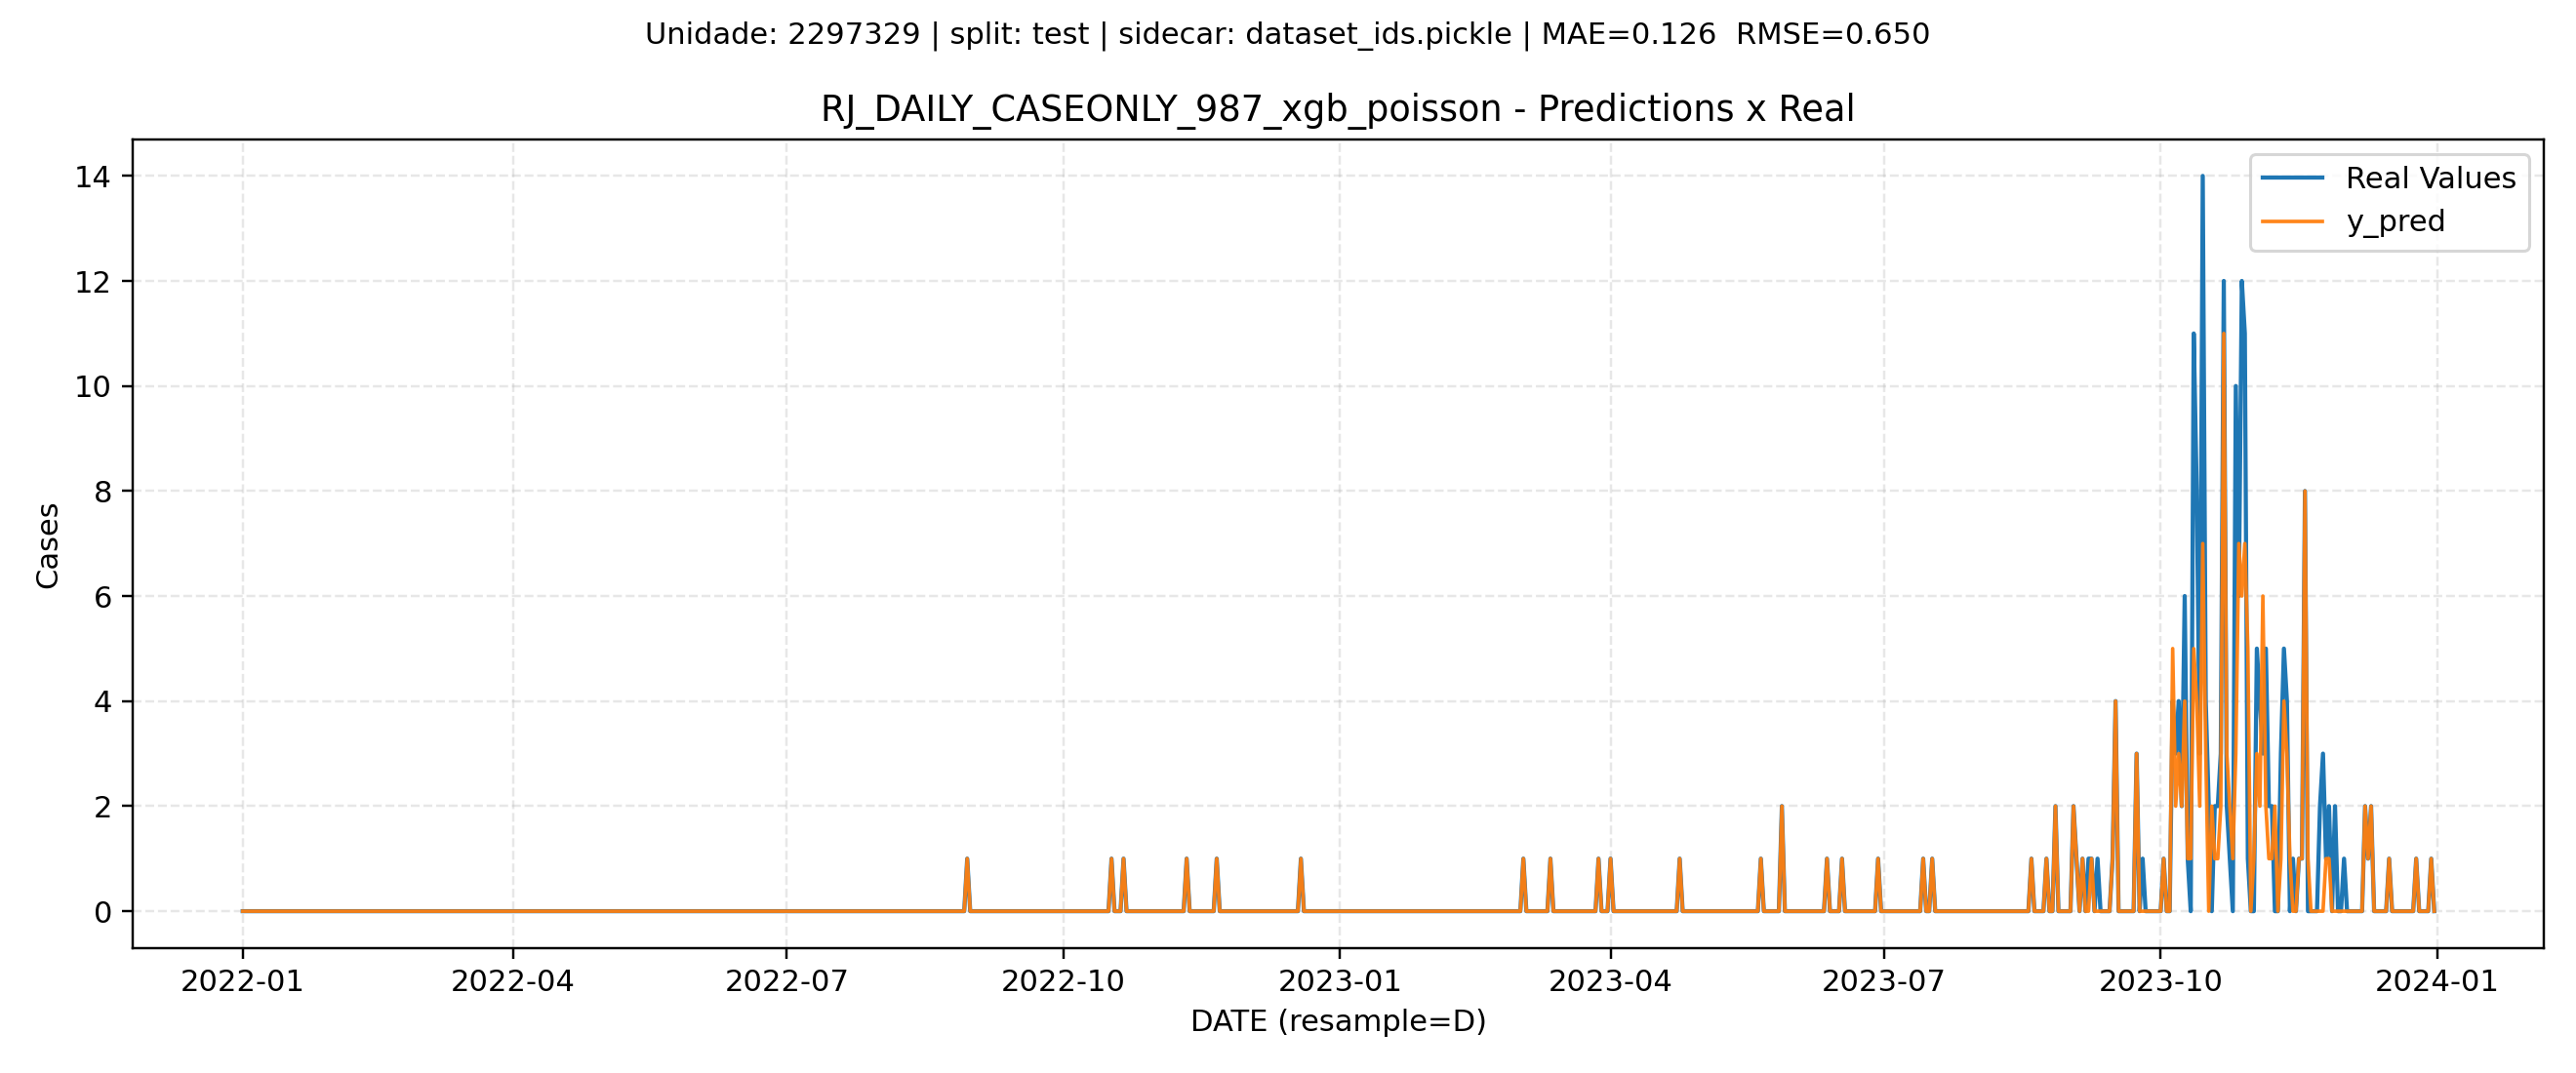 Unidade: 2297329 | split: test | sidecar: dataset_ids.pickle | MAE=0.126  RMSE=0.650
RJ_DAILY_CASEONLY_987_xgb_poisson - Predictions x Real
Real Values
y_pred
14
12
10
8
6
4
2
0
Cases
2022-01 2022-04 2022-07 2022-10 2023-01 2023-04 2023-07 2023-10 2024-01
DATE (resample=D)